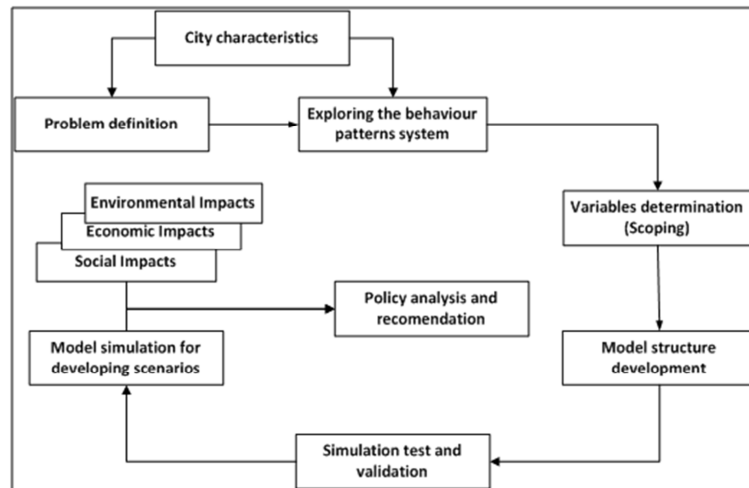 City characteristics
Problem definition
Exploring the behaviour
patterns system
Environmental Impacts
Economic Impacts
Social Impacts
Variables determination
(Scoping)
Policy analysis and
recomendation
Model simulation for
developing scenarios
Model structure
development
Simulation test and
validation